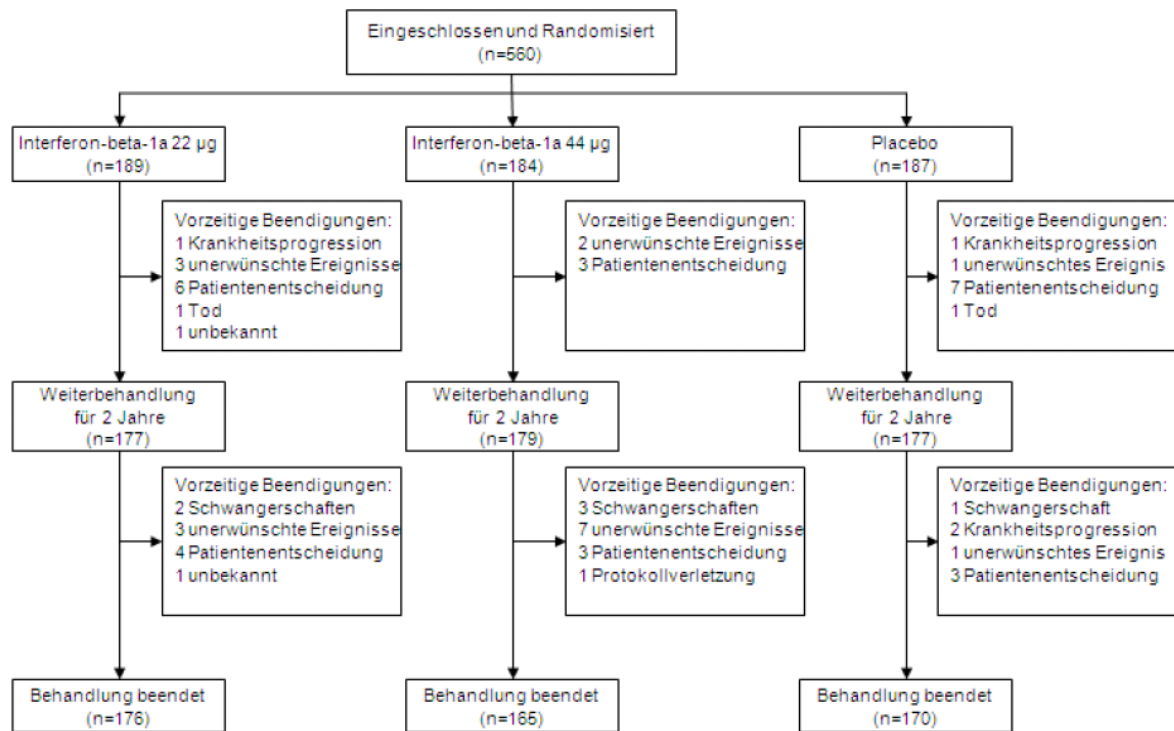 Eingeschlossen und Randomisiert
(n=560)
Interferon-beta-1a 22 µg
(n=189)
Interferon-beta-1a 44 µg
(n=184)
Placebo
(n=187)
Vorzeitige Beendigungen:
1 Krankheitsprogression
3 unerwünschte Ereignisse
6 Patientenentscheidung
1 Tod
1 unbekannt
Vorzeitige Beendigungen:
2 unerwünschte Ereignisse
3 Patientenentscheidung
Vorzeitige Beendigungen:
1 Krankheitsprogression
1 unerwünschtes Ereignis
7 Patientenentscheidung
1 Tod
Weiterbehandlung
für 2 Jahre
(n=177)
Weiterbehandlung
für 2 Jahre
(n=179)
Weiterbehandlung
für 2 Jahre
(n=177)
Vorzeitige Beendigungen:
2 Schwangerschaften
3 unerwünschte Ereignisse
4 Patientenentscheidung
1 unbekannt
Vorzeitige Beendigungen:
3 Schwangerschaften
7 unerwünschte Ereignisse
3 Patientenentscheidung
1 Protokollverletzung
Vorzeitige Beendigungen:
1 Schwangerschaft
2 Krankheitsprogression
1 unerwünschtes Ereignis
3 Patientenentscheidung
Behandlung beendet
(n=176)
Behandlung beendet
(n=165)
Behandlung beendet
(n=170)